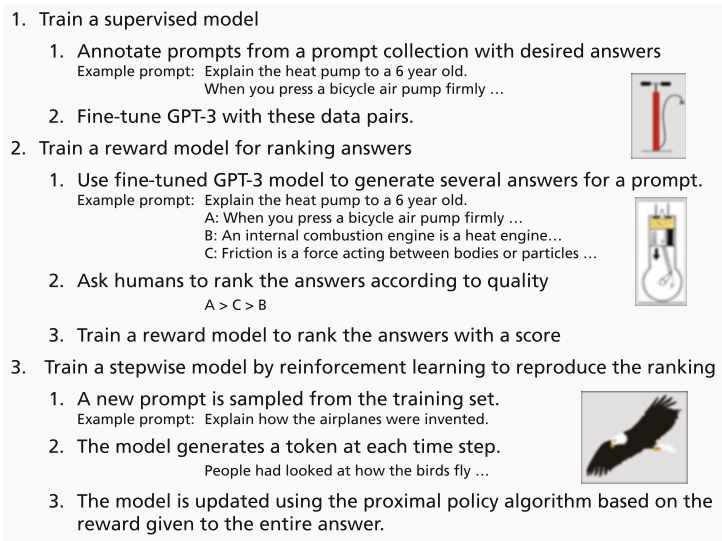 1. Train a supervised model
1. Annotate prompts from a prompt collection with desired answers
Example prompt: Explain the heat pump to a 6 year old.
When you press a bicycle air pump firmly ...
2. Fine-tune GPT-3 with these data pairs.
2. Train a reward model for ranking answers
1. Use fine-tuned GPT-3 model to generate several answers for a prompt.
Example prompt: Explain the heat pump to a 6 year old.
A: When you press a bicycle air pump firmly ...
B: An internal combustion engine is a heat engine...
C: Friction is a force acting between bodies or particles ...
2. Ask humans to rank the answers according to quality
A > C > B
3. Train a reward model to rank the answers with a score
3. Train a stepwise model by reinforcement learning to reproduce the ranking
1. A new prompt is sampled from the training set.
Example prompt: Explain how the airplanes were invented.
2. The model generates a token at each time step.
People had looked at how the birds fly ...
3. The model is updated using the proximal policy algorithm based on the
reward given to the entire answer.